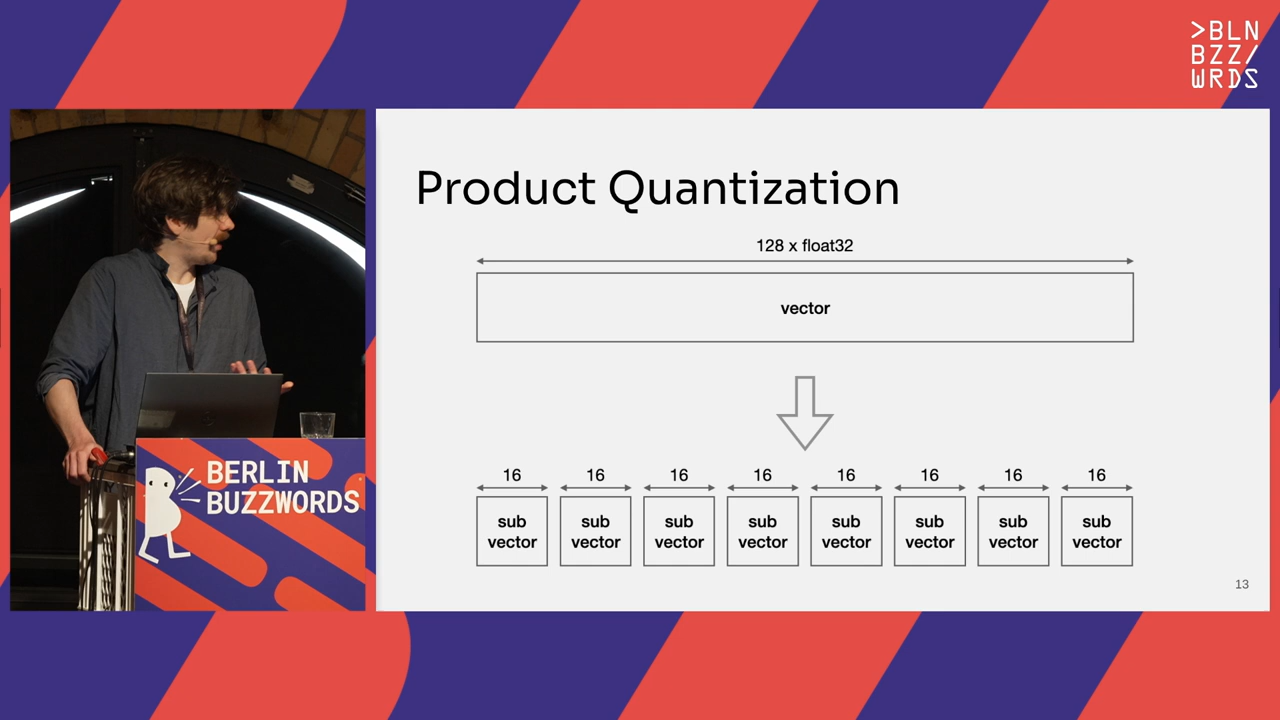 >BLN
BZZ/
WRDS
Product Quantization
128 x float32
vector
16 16 16 16 16 16 16 16
sub vector sub vector sub vector sub vector sub vector sub vector sub vector sub vector
13
BERLIN
BUZZWORDS